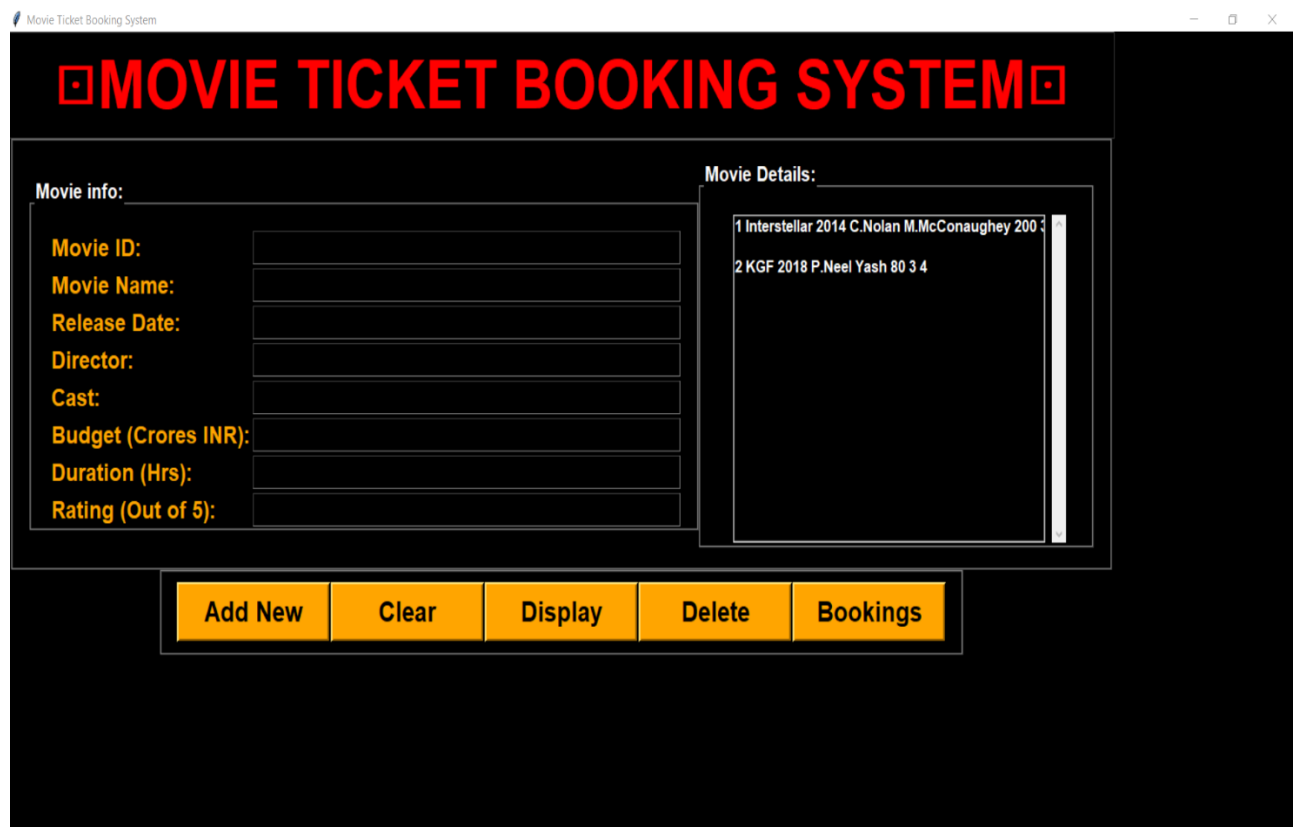 Movie Ticket Booking System
MOVIE TICKET BOOKING SYSTEM
Movie info:
Movie ID:
Movie Name:
Release Date:
Director:
Cast:
Budget (Crores INR):
Duration (Hrs):
Rating (Out of 5):
Movie Details:
1 Interstellar 2014 C.Nolan M.McConaughey 200
2 KGF 2018 P.Neel Yash 80 3 4
Add New Clear Display Delete Bookings